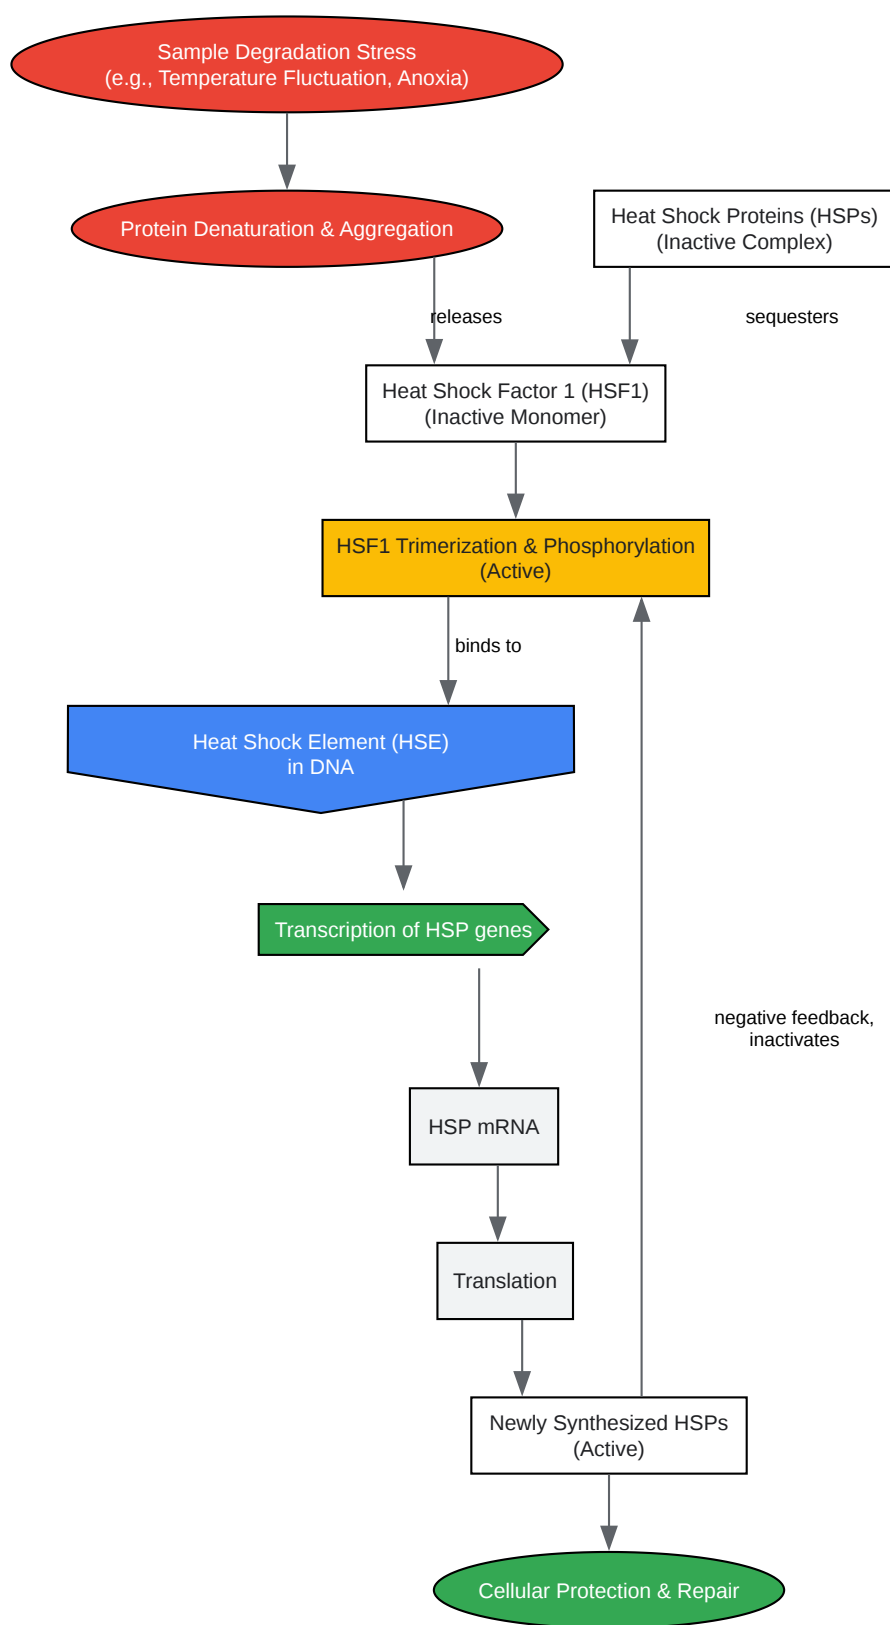 Sample Degradation Stress
(e.g., Temperature Fluctuation, Anoxia)
Protein Denaturation & Aggregation
Heat Shock Proteins (HSPs)
(Inactive Complex)
releases
sequesters
Heat Shock Factor 1 (HSF1)
(Inactive Monomer)
HSF1 Trimerization & Phosphorylation
(Active)
binds to
Heat Shock Element (HSE)
in DNA
Transcription of HSP genes
negative feedback,
inactivates
HSP mRNA
Translation
Newly Synthesized HSPs
(Active)
Cellular Protection & Repair